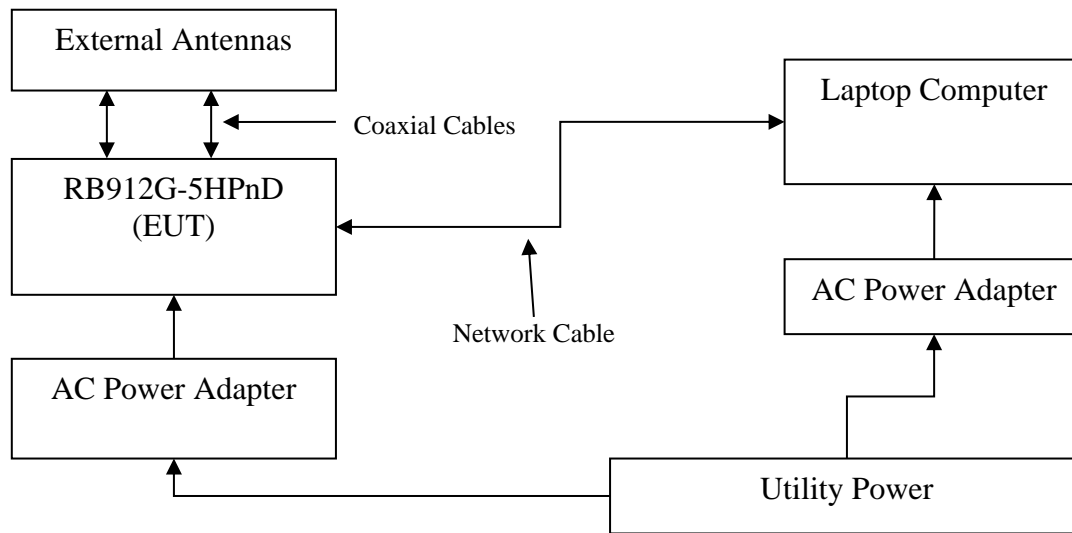 External Antennas
Laptop Computer
Coaxial Cables
RB912G-5HPnD
(EUT)
AC Power Adapter
Network Cable
AC Power Adapter
Utility Power